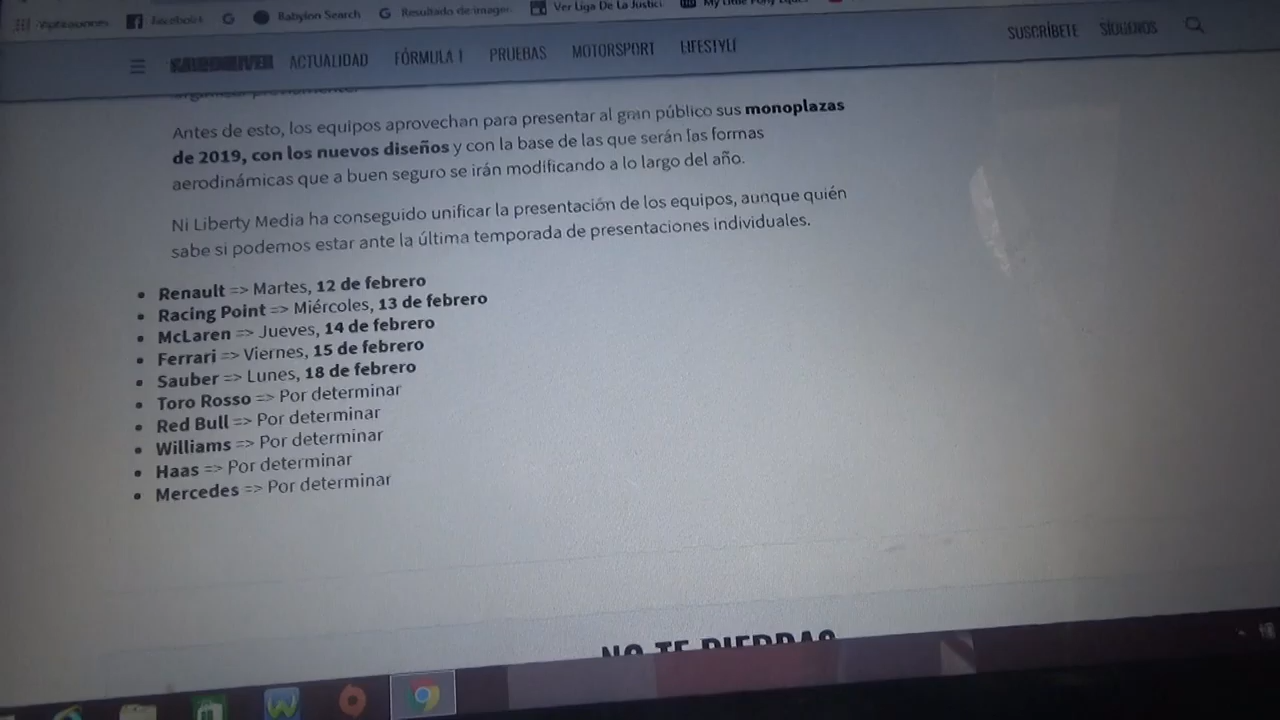 Aplicaciones Facebook Babylon Search Resultado de imagen Ver Liga De La Justici My Little Pony Eques
ACTUALIDAD FÓRMULA 1 PRUEBAS MOTORSPORT LIFESTYLE SUSCRÍBETE SÍGUENOS
Antes de esto, los equipos aprovechan para presentar al gran público sus monoplazas
de 2019, con los nuevos diseños y con la base de las que serán las formas
aerodinámicas que a buen seguro se irán modificando a lo largo del año.
Ni Liberty Media ha conseguido unificar la presentación de los equipos, aunque quién
sabe si podemos estar ante la última temporada de presentaciones individuales.
• Renault => Martes, 12 de febrero
• Racing Point => Miércoles, 13 de febrero
• McLaren => Jueves, 14 de febrero
• Ferrari => Viernes, 15 de febrero
• Sauber => Lunes, 18 de febrero
• Toro Rosso => Por determinar
• Red Bull => Por determinar
• Williams => Por determinar
• Haas => Por determinar
• Mercedes => Por determinar
NO TE PIERDAS